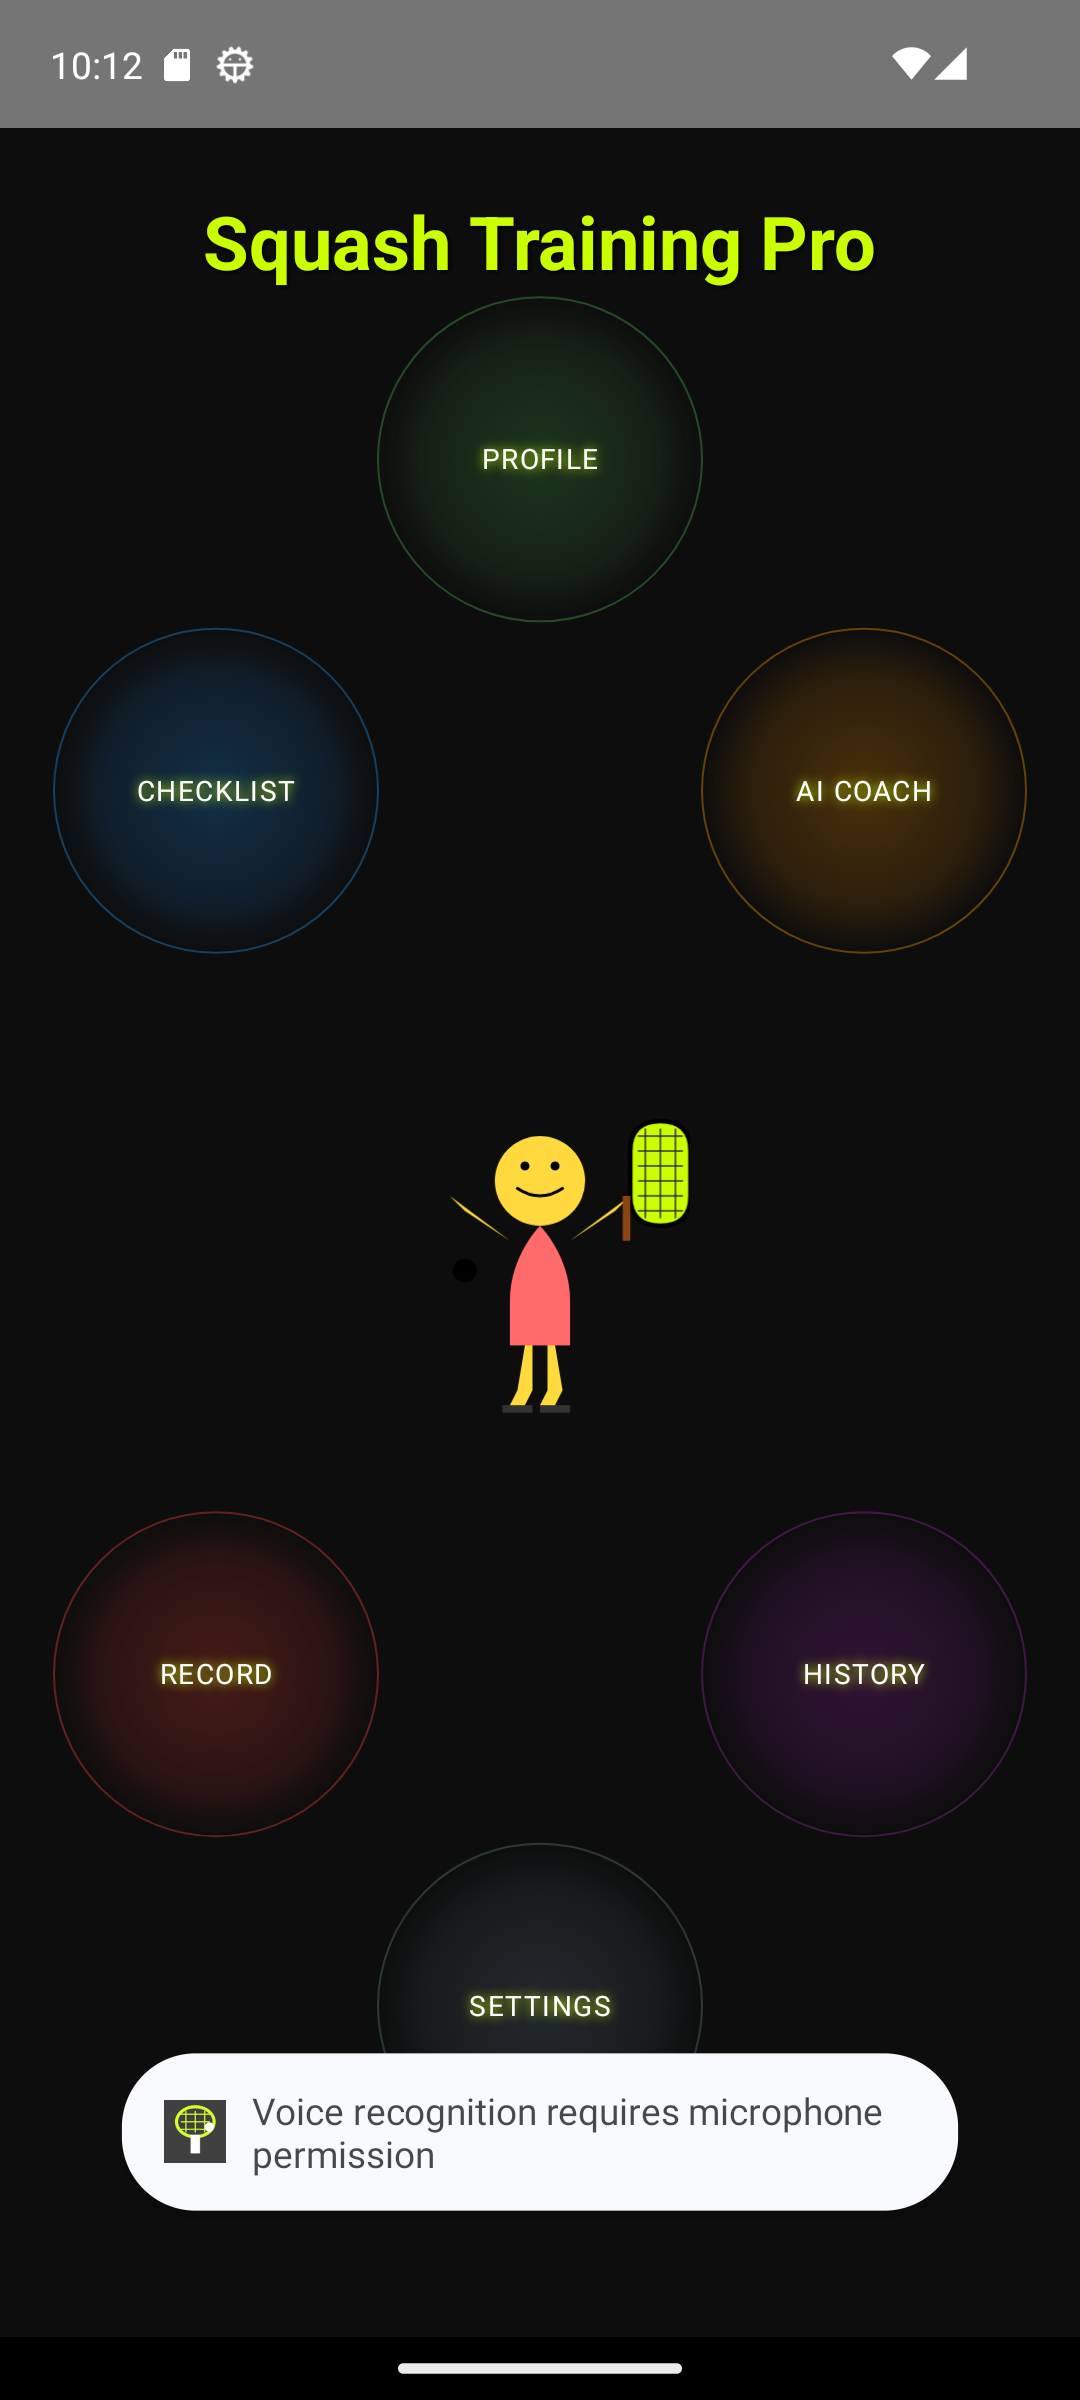 10:12
Squash Training Pro
PROFILE
CHECKLIST
AI COACH
RECORD
HISTORY
SETTINGS
Voice recognition requires microphone
permission